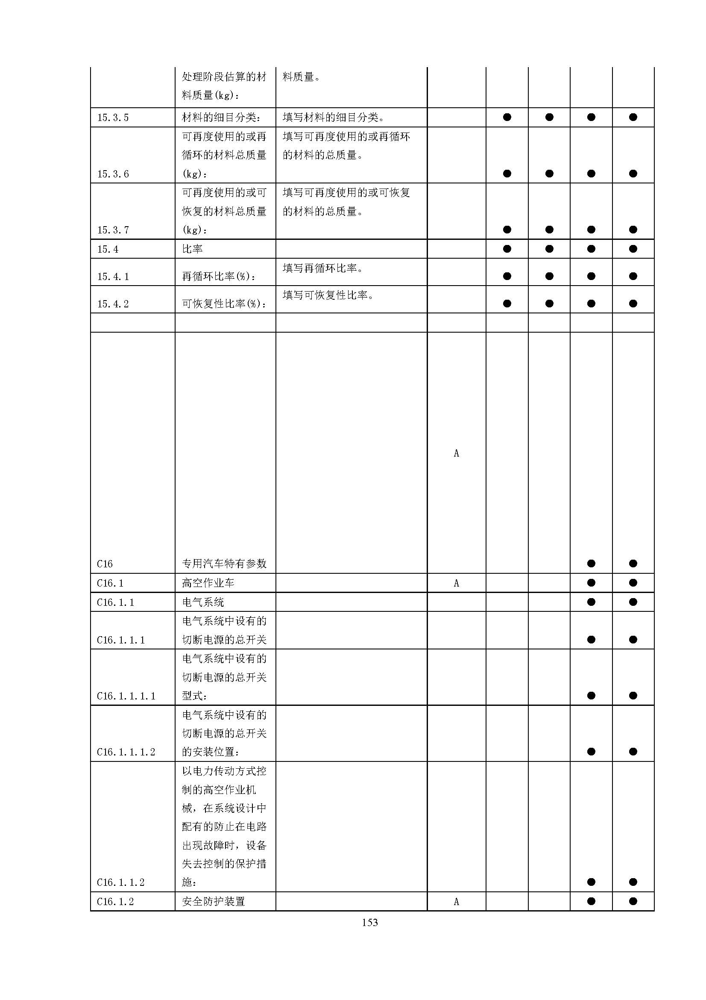 处理阶段估算的材 料质量。
料质量(kg):
15.3.5 材料的细目分类: 填写材料的细目分类。 ● ● ● ●
可再度使用的或再 填写可再度使用的或再循环
循环的材料总质量 的材料的总质量。
15.3.6 (kg): ● ● ● ●
可再度使用的或可 填写可再度使用的或可恢复
恢复的材料总质量 的材料的总质量。
15.3.7 (kg): ● ● ● ●
15.4 比率 ● ● ● ●
填写再循环比率。
15.4.1 再循环比率(%): ● ● ● ●
填写可恢复性比率。
15.4.2 可恢复性比率(%): ● ● ● ●
A
C16 专用汽车特有参数 ● ●
C16.1 高空作业车 A ● ●
C16.1.1 电气系统 ● ●
电气系统中设有的
C16.1.1.1 切断电源的总开关 ● ●
电气系统中设有的
切断电源的总开关
C16.1.1.1.1 型式: ● ●
电气系统中设有的
切断电源的总开关
C16.1.1.1.2 的安装位置: ● ●
以电力传动方式控
制的高空作业机
械，在系统设计中
配有的防止在电路
出现故障时，设备
失去控制的保护措
C16.1.1.2 施: ● ●
C16.1.2 安全防护装置 A ● ●
153